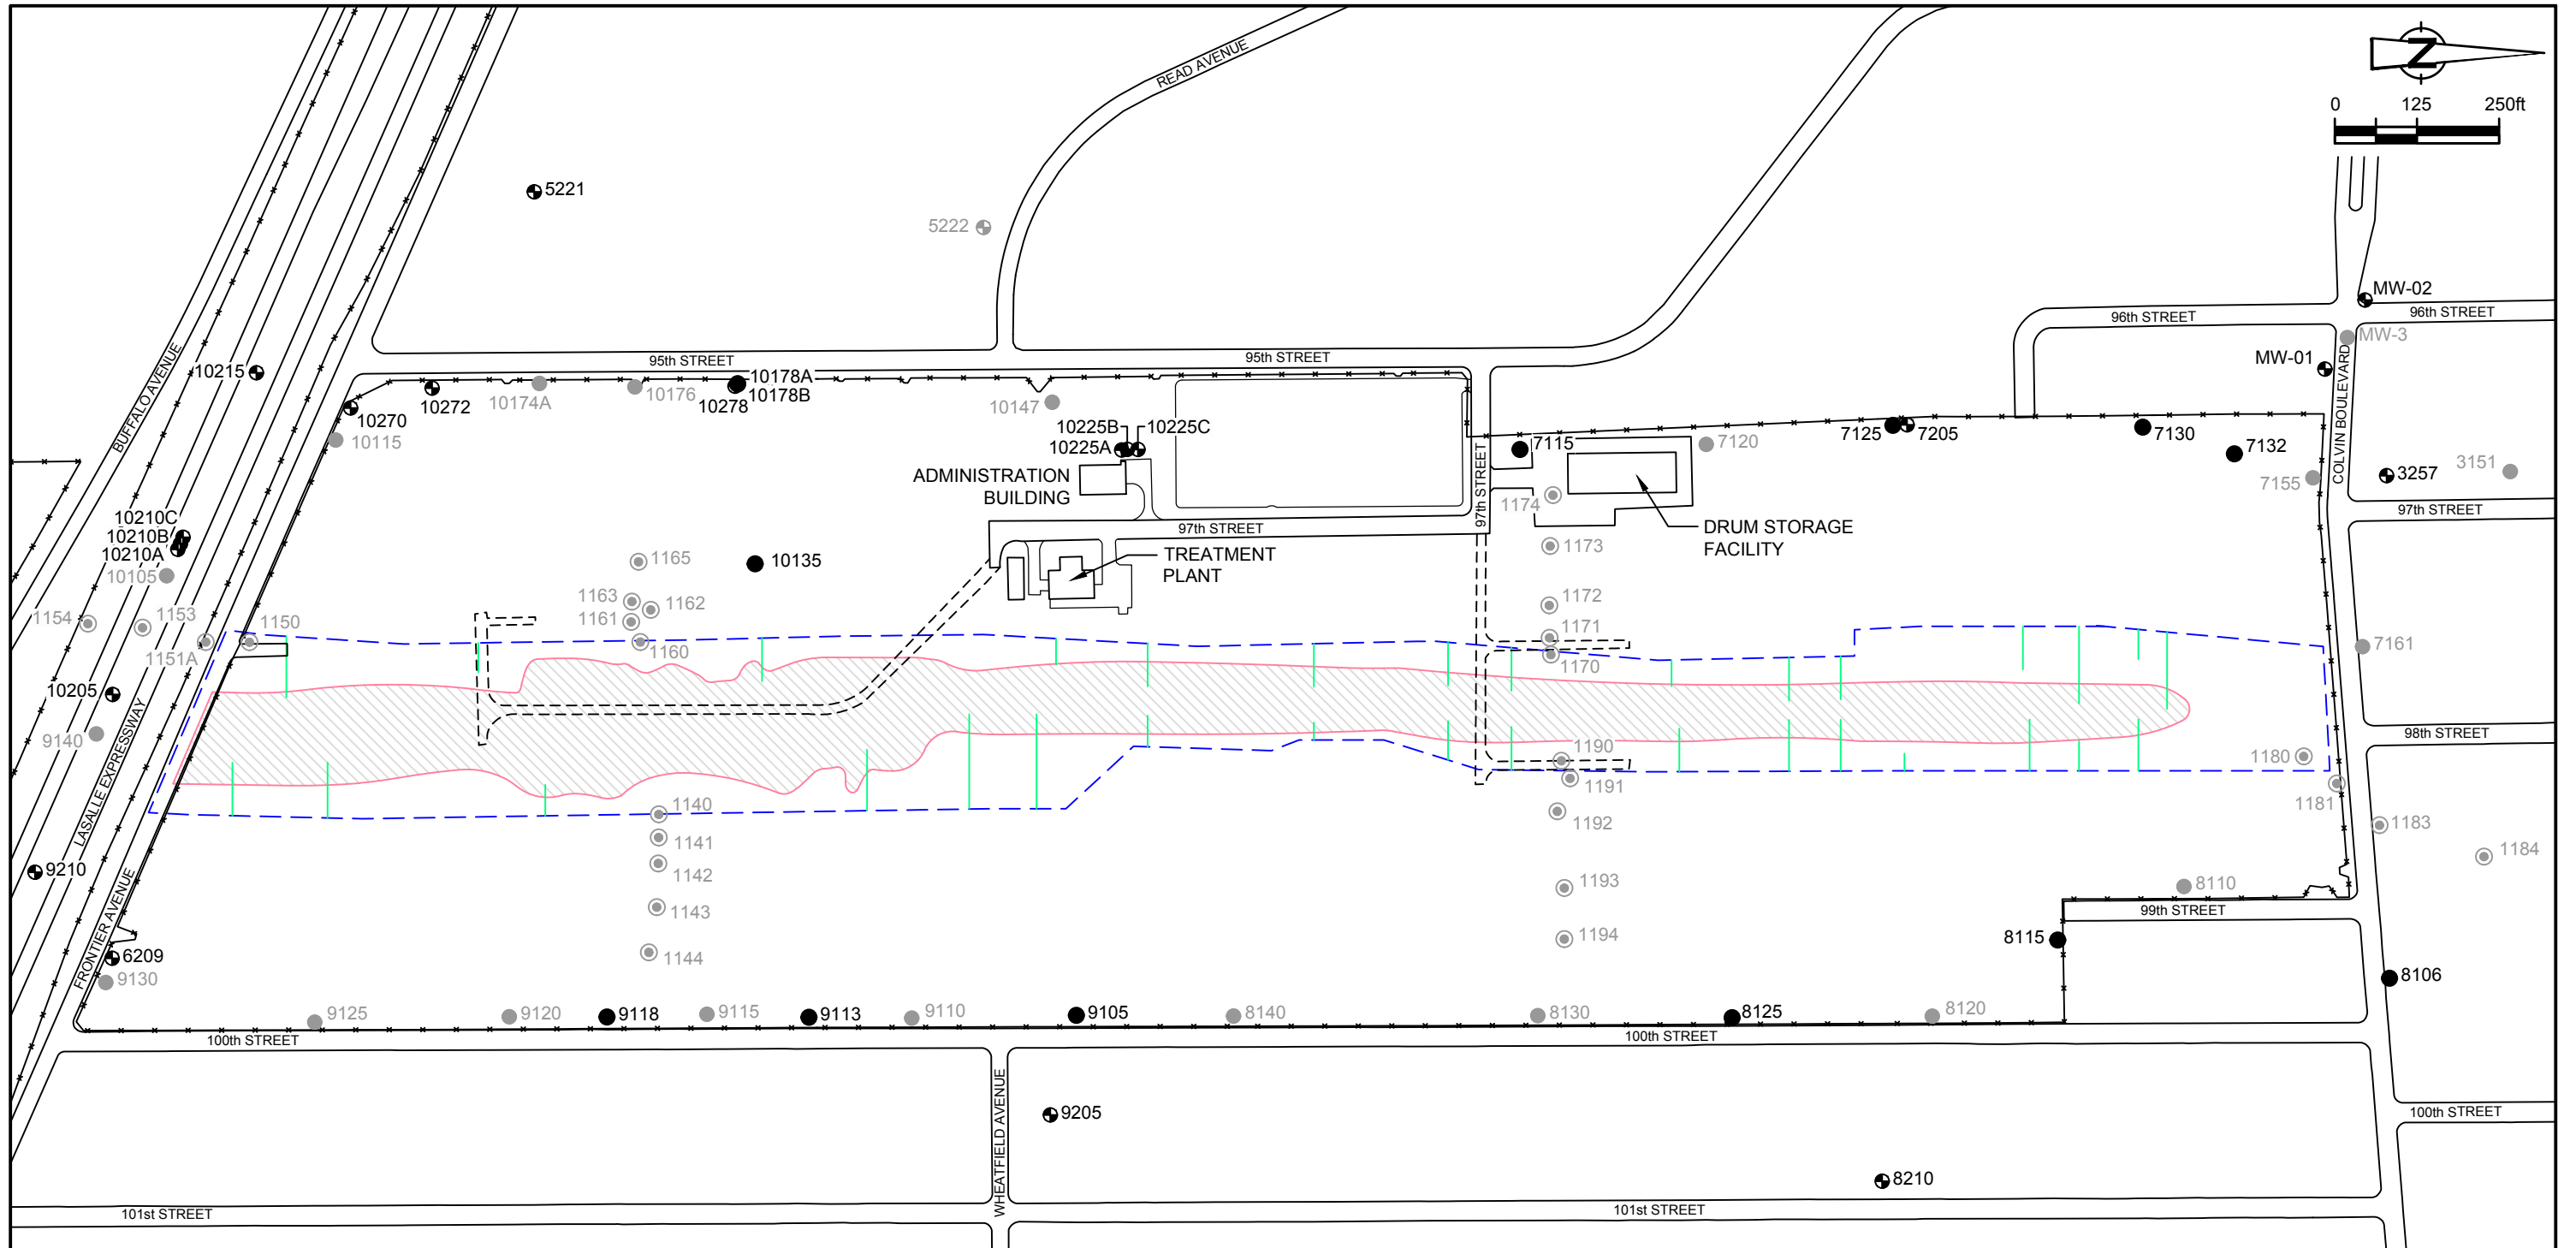 READ AVENUE
N
0 125 250ft
5221
5222
MW-02
96th STREET
96th STREET
MW-3
95th STREET
95th STREET
MW-01
BUFFALO AVENUE
10215
10178A
10272
10174A
10176
10278
10178B
10147
10270
10115
10225B
10225C
10225A
7115
7120
7125
7205
7130
7132
COLVIN BOULEVARD
7155
3257
3151
ADMINISTRATION
BUILDING
97th STREET
1174
97th STREET
97th STREET
DRUM STORAGE
FACILITY
10210C
10210B
10210A
10105
1165
10135
TREATMENT
PLANT
1173
1154
1153
1150
1151A
1163
1162
1161
1160
1172
1171
1170
7161
10205
9140
LASALLE EXPRESSWAY
98th STREET
1190
1191
1192
1180
1181
1183
1184
1140
1141
1142
1143
1144
1193
1194
9210
FRONTIER AVENUE
6209
9130
8110
99th STREET
8115
8106
9125
9120
9118
9115
9113
9110
9105
8140
8130
8125
8120
100th STREET
100th STREET
WHEATFIELD AVENUE
9205
100th STREET
8210
101st STREET
101st STREET